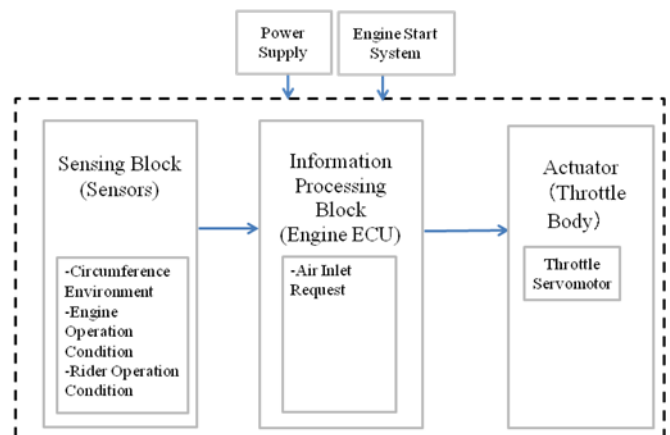 Power
Supply
Engine Start
System
Sensing Block
(Sensors)
-Circumference
Environment
-Engine
Operation
Condition
-Rider Operation
Condition
Information
Processing
Block
(Engine ECU)
-Air Inlet
Request
Actuator
(Throttle
Body)
Throttle
Servomotor